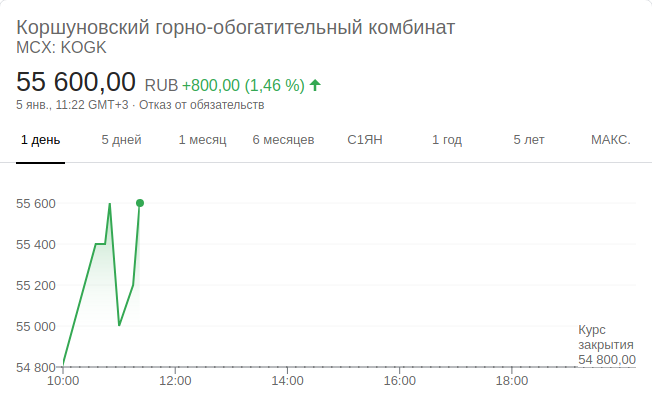 Коршуновский горно-обогатительный комбинат
MCX: KOGK
55 600,00 RUB +800,00 (1,46 %) ↑
5 янв., 11:22 GMT+3 · Отказ от обязательств
1 день 5 дней 1 месяц 6 месяцев С1ЯН 1 год 5 лет МАКС.
55 600
55 400
55 200
55 000
54 800
Курс
закрытия
54 800,00
10:00 12:00 14:00 16:00 18:00